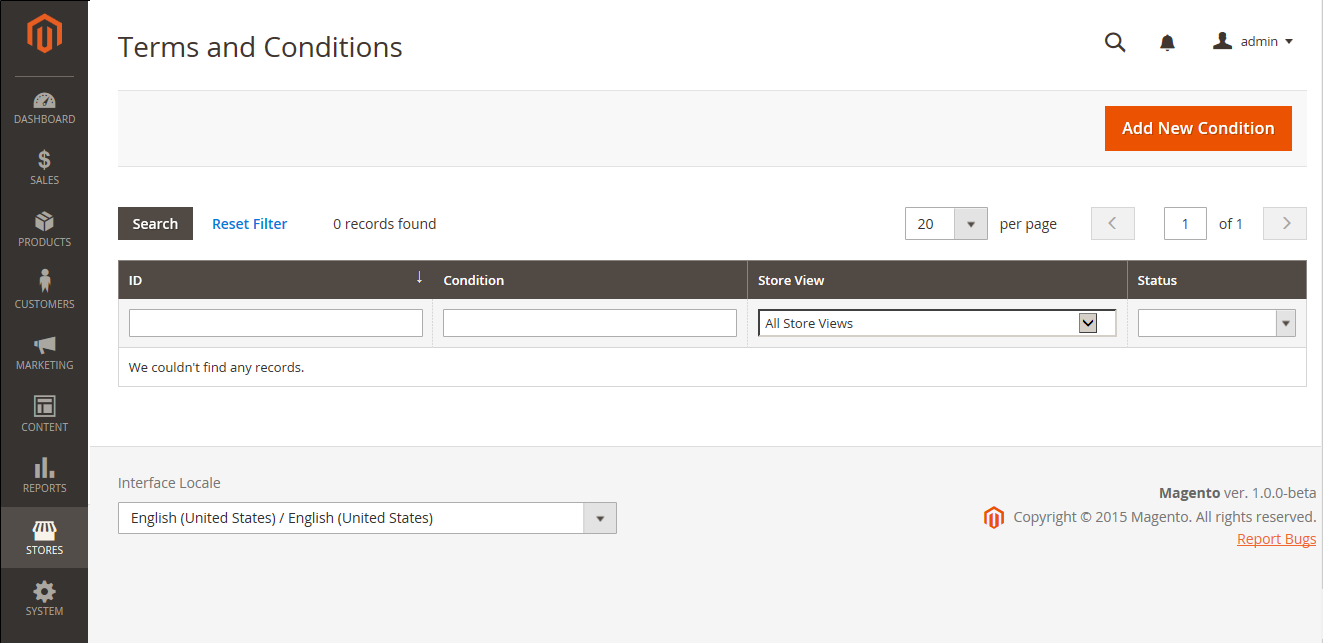 Terms and Conditions
admin
Add New Condition
Search Reset Filter 0 records found 20 per page 1 of 1
ID ↓ Condition Store View Status
All Store Views
We couldn't find any records.
DASHBOARD
SALES
PRODUCTS
CUSTOMERS
MARKETING
CONTENT
REPORTS
STORES
SYSTEM
Interface Locale
English (United States) / English (United States)
Magento ver. 1.0.0-beta
Copyright © 2015 Magento. All rights reserved.
Report Bugs